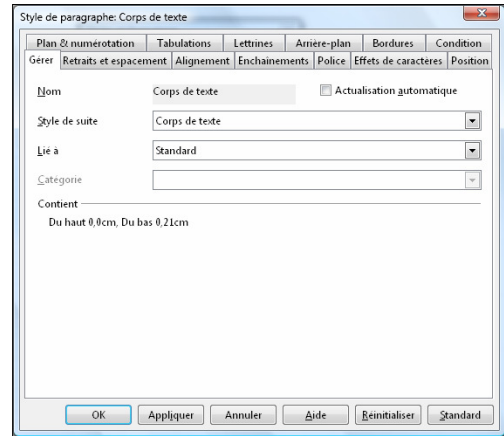 Style de paragraphe: Corps de texte
Plan & numérotation Tabulations Lettrines Arrière-plan Bordures Condition
Gérer Retraits et espacement Alignement Enchaînements Police Effets de caractères Position
Nom Corps de texte Actualisation automatique
Style de suite Corps de texte
Lié à Standard
Catégorie
Contient
Du haut 0,0cm, Du bas 0,21cm
OK Appliquer Annuler Aide Réinitialiser Standard